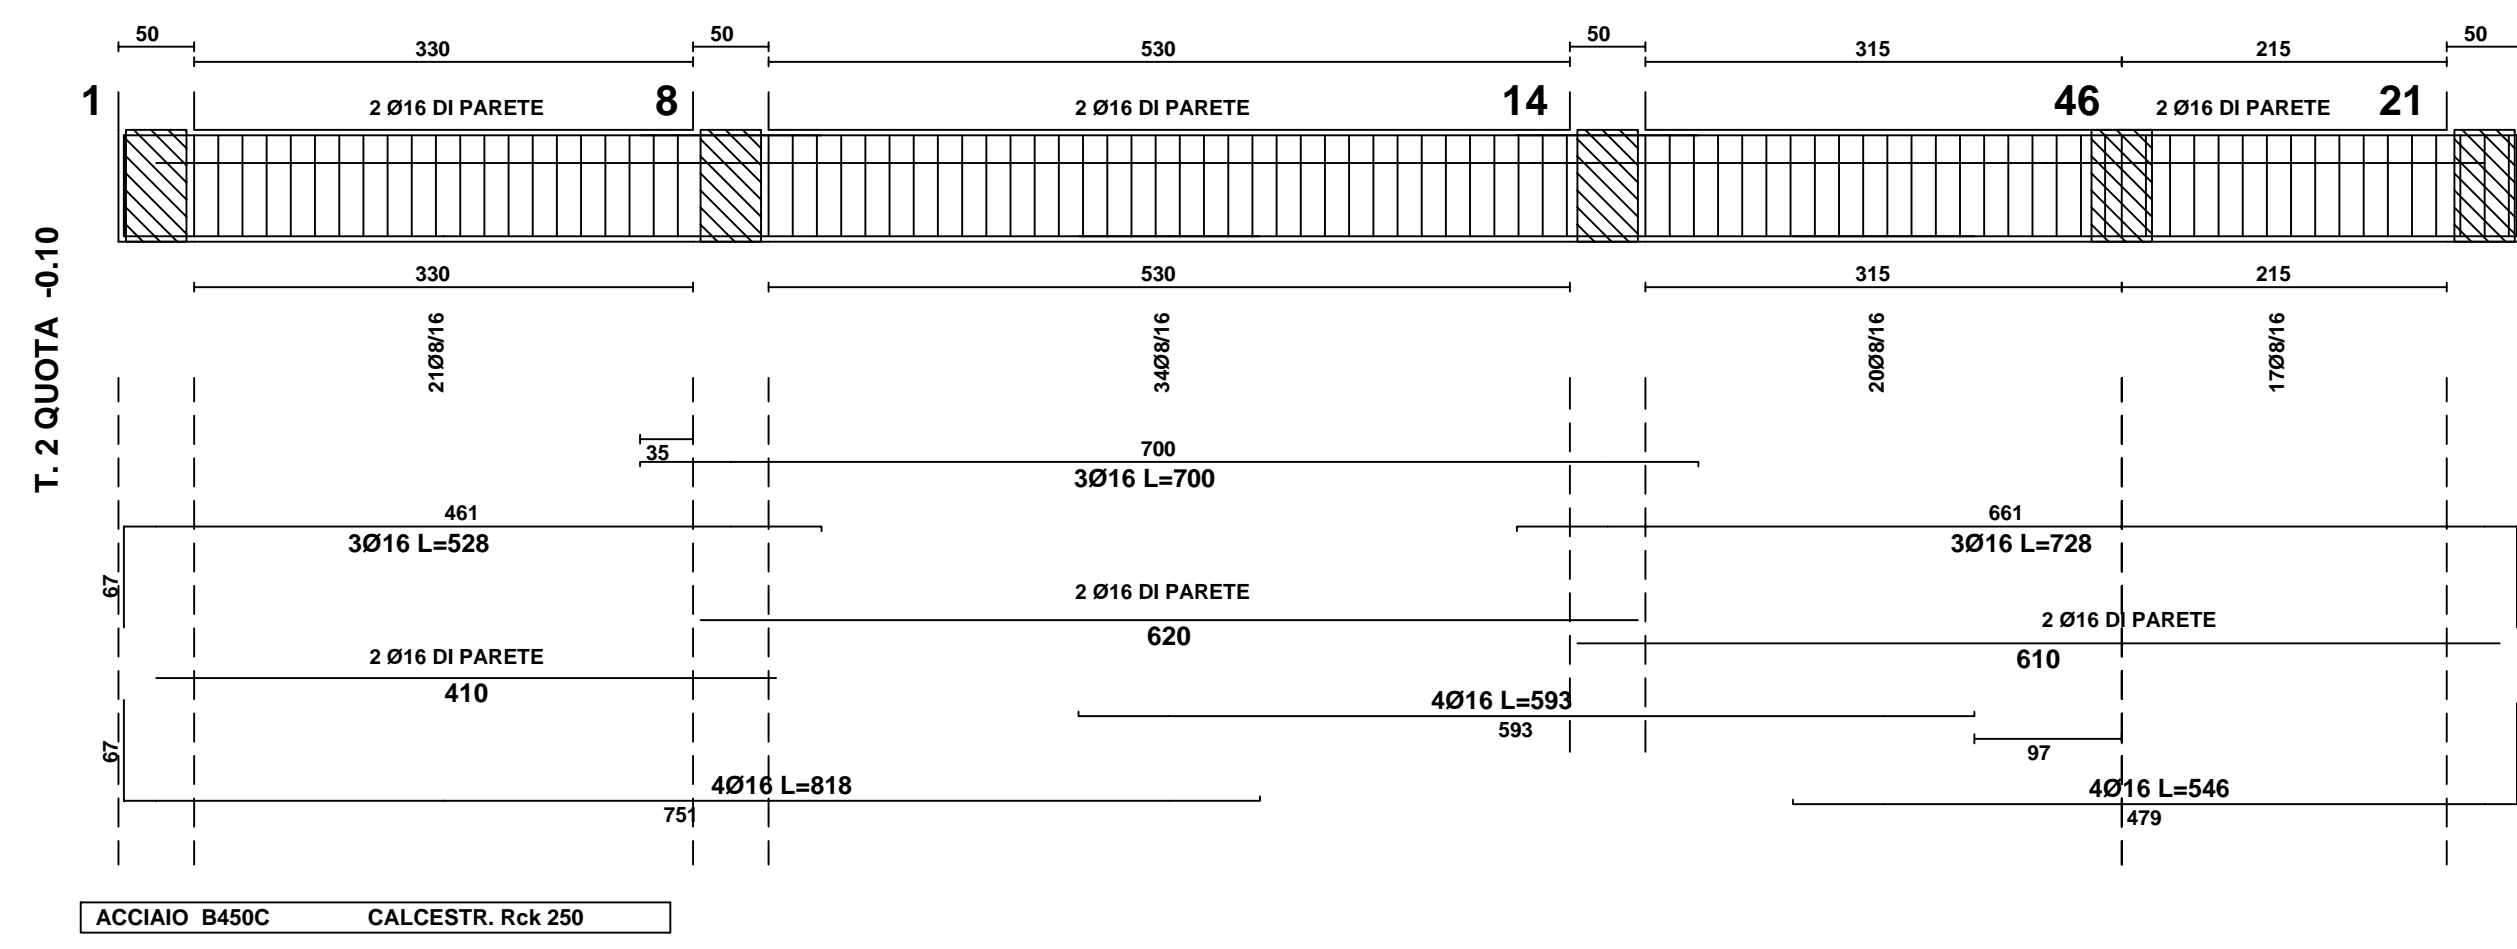 50
330
50
530
50
315
215
50
1
2 Ø16 DI PARETE
8
2 Ø16 DI PARETE
14
46
2 Ø16 DI PARETE
21
T. 2 QUOTA -0.10
330
530
315
215
21Ø8/16
34Ø8/16
20Ø8/16
17Ø8/16
35
700
3Ø16 L=700
461
3Ø16 L=528
661
3Ø16 L=728
67
2 Ø16 DI PARETE
620
2 Ø16 DI PARETE
610
2 Ø16 DI PARETE
410
4Ø16 L=593
593
97
67
4Ø16 L=818
751
4Ø16 L=546
479
ACCIAIO B450C CALCESTR. Rck 250